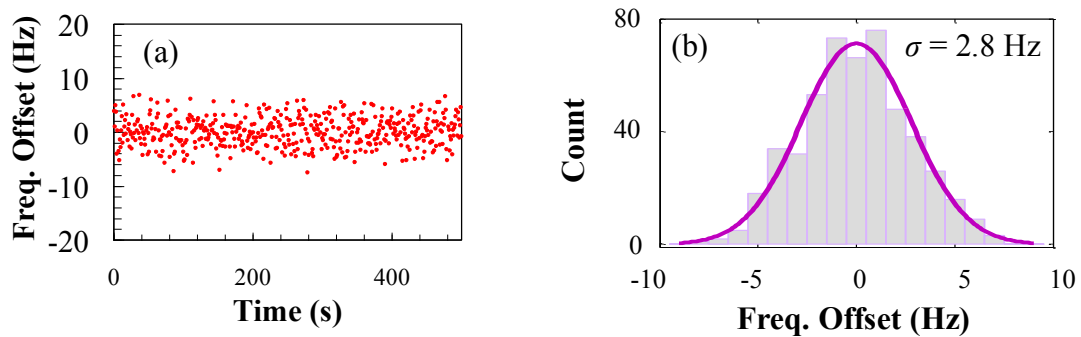 (a)
Freq. Offset (Hz)
20
10
0
-10
-20
0
200
400
Time (s)
(b)
σ = 2.8 Hz
Count
80
40
0
-10
-5
0
5
10
Freq. Offset (Hz)